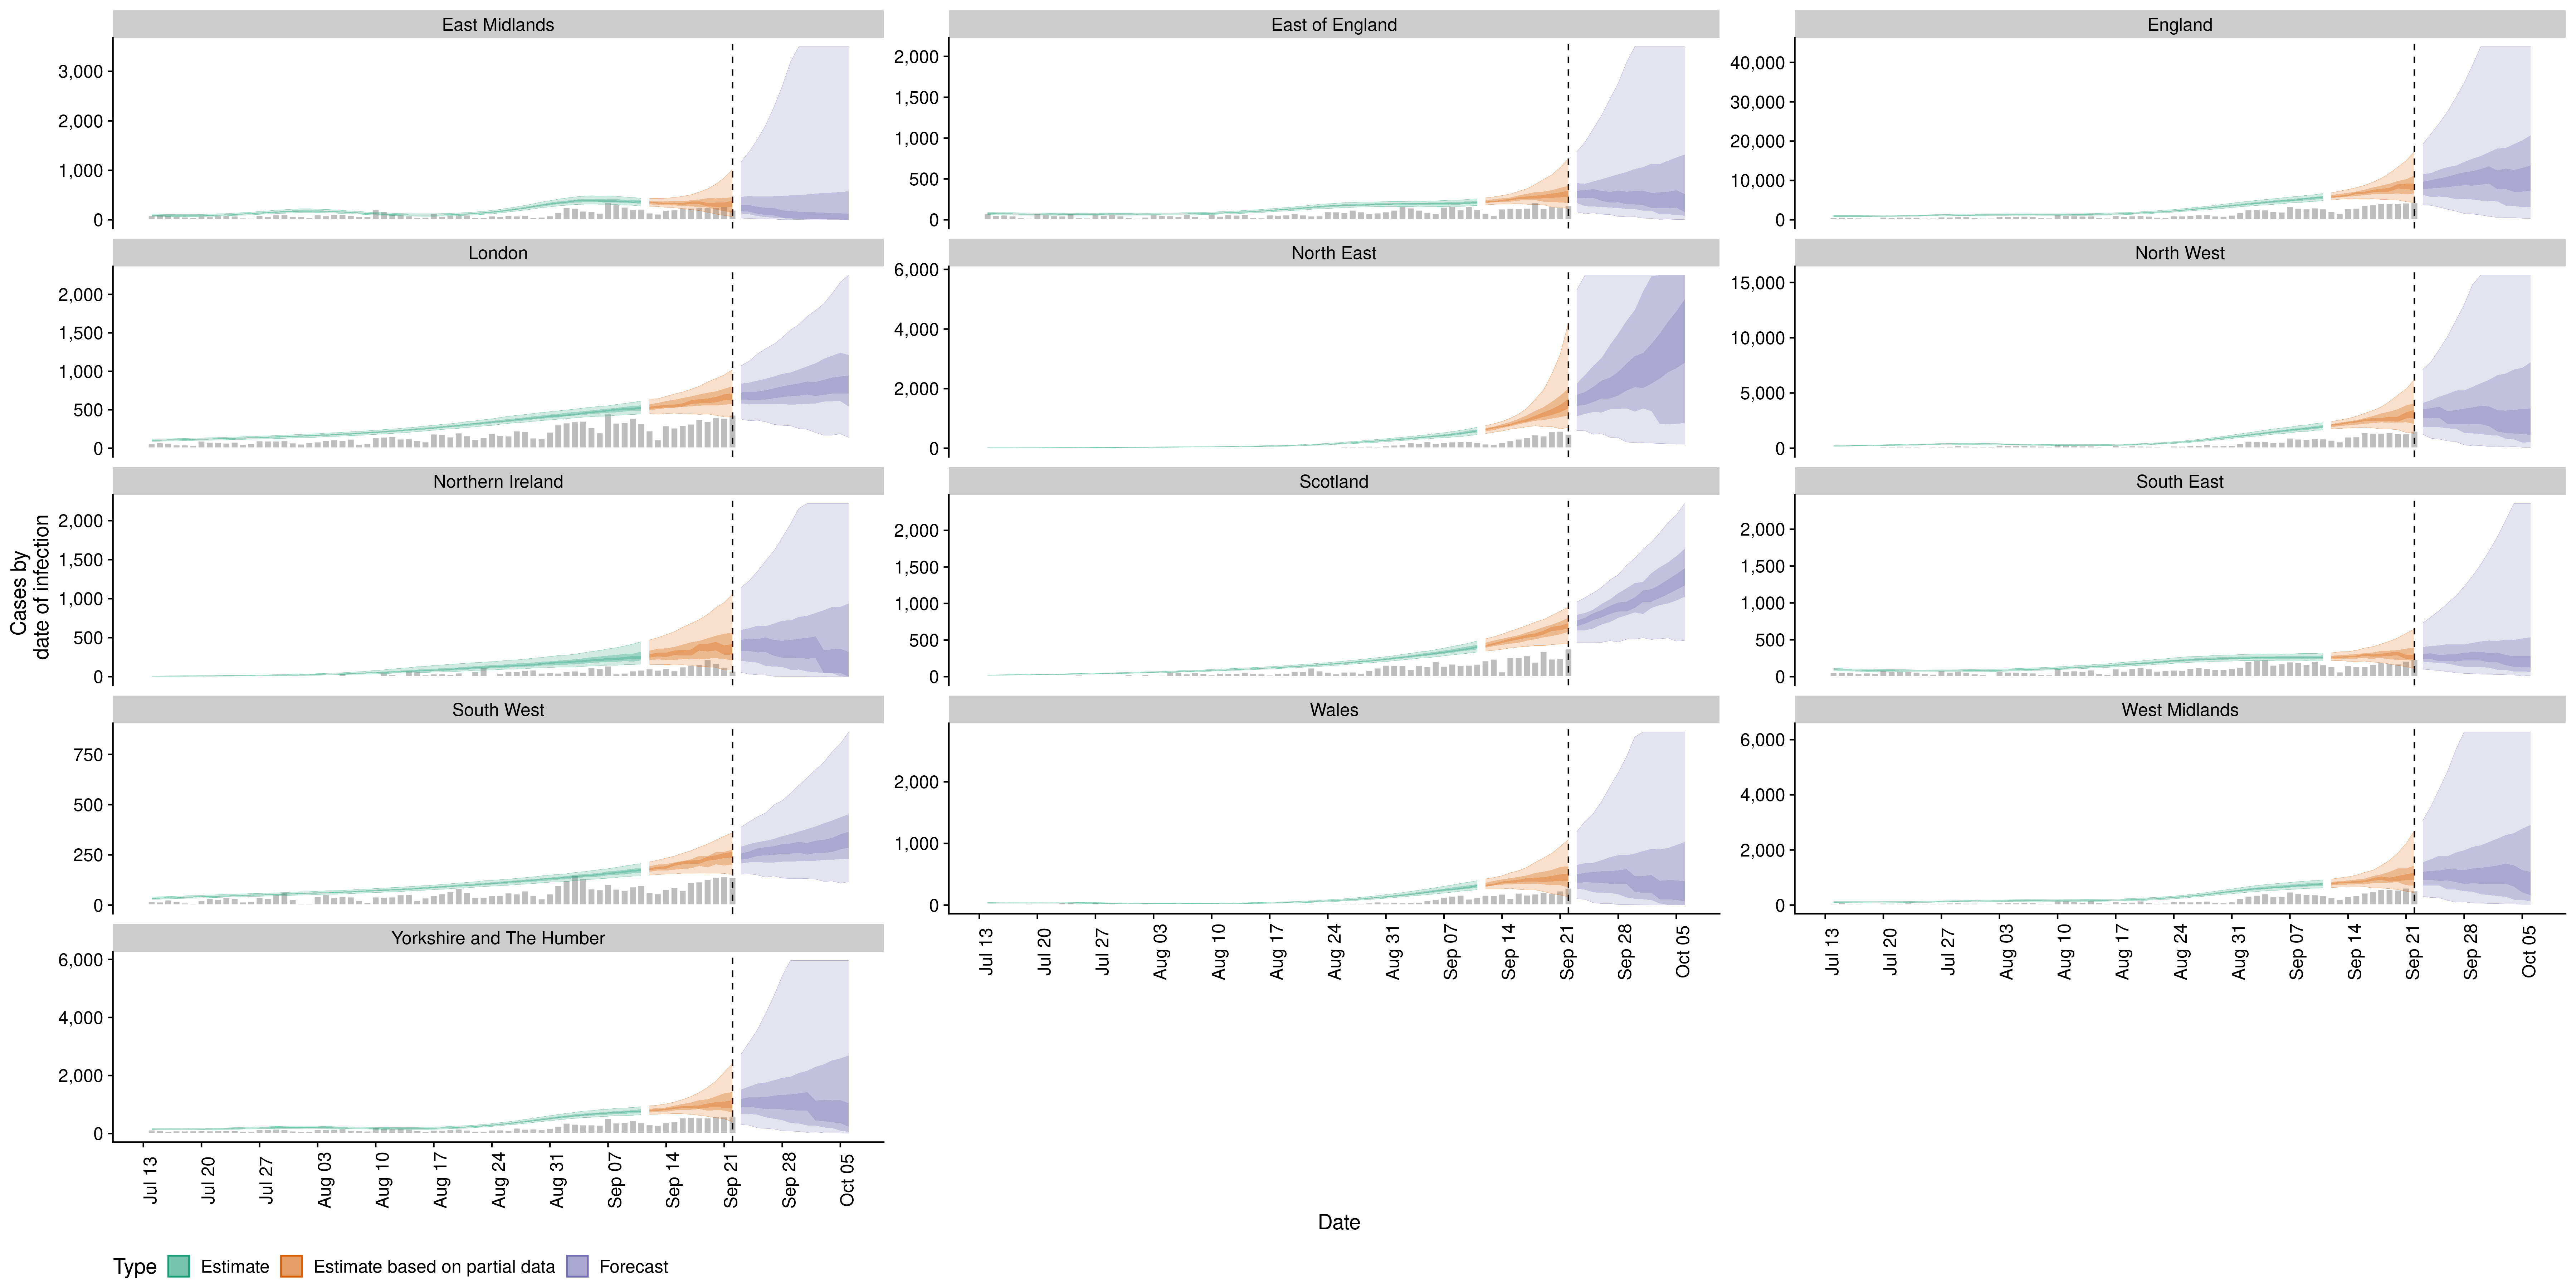 East Midlands
East of England
England
3,000
2,000
1,000
0
2,000
1,500
1,000
500
0
40,000
30,000
20,000
10,000
0
London
North East
North West
2,000
1,500
1,000
500
0
6,000
4,000
2,000
0
15,000
10,000
5,000
0
Northern Ireland
Scotland
South East
2,000
1,500
1,000
500
0
2,000
1,500
1,000
500
0
2,000
1,500
1,000
500
0
Cases by
date of infection
South West
Wales
West Midlands
750
500
250
0
2,000
1,000
0
6,000
4,000
2,000
0
Jul 13
Jul 20
Jul 27
Aug 03
Aug 10
Aug 17
Aug 24
Aug 31
Sep 07
Sep 14
Sep 21
Sep 28
Oct 05
Jul 13
Jul 20
Jul 27
Aug 03
Aug 10
Aug 17
Aug 24
Aug 31
Sep 07
Sep 14
Sep 21
Sep 28
Oct 05
Yorkshire and The Humber
6,000
4,000
2,000
0
Jul 13
Jul 20
Jul 27
Aug 03
Aug 10
Aug 17
Aug 24
Aug 31
Sep 07
Sep 14
Sep 21
Sep 28
Oct 05
Date
Type Estimate Estimate based on partial data Forecast